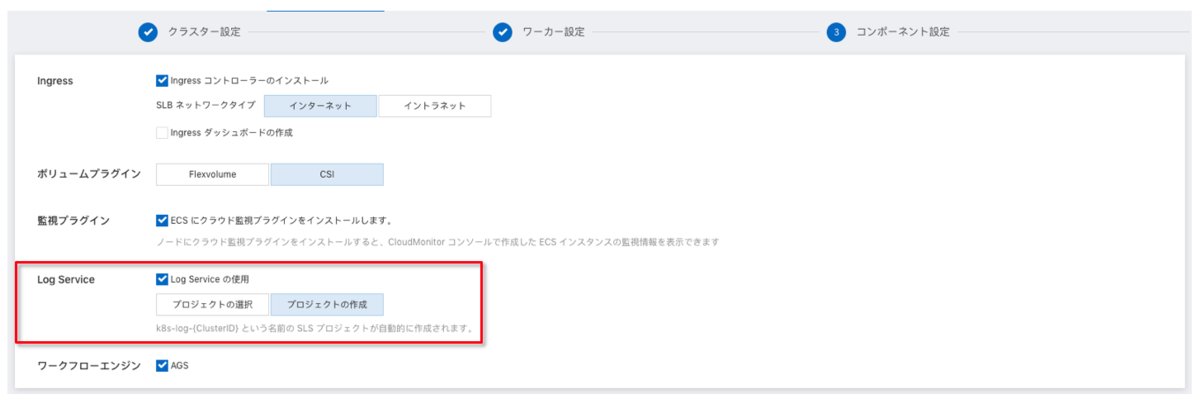 クラスター設定
ワーカー設定
3 コンポーネント設定
Ingress
Ingress コントローラーのインストール
SLB ネットワークタイプ インターネット イントラネット
Ingress ダッシュボードの作成
ボリュームプラグイン Flexvolume CSI
監視プラグイン
ECS にクラウド監視プラグインをインストールします。
ノードにクラウド監視プラグインをインストールすると、CloudMonitor コンソールで作成した ECS インスタンスの監視情報を表示できます
Log Service
Log Service の使用
プロジェクトの選択 プロジェクトの作成
k8s-log-{ClusterID} という名前の SLS プロジェクトが自動的に作成されます。
ワークフローエンジン AGS